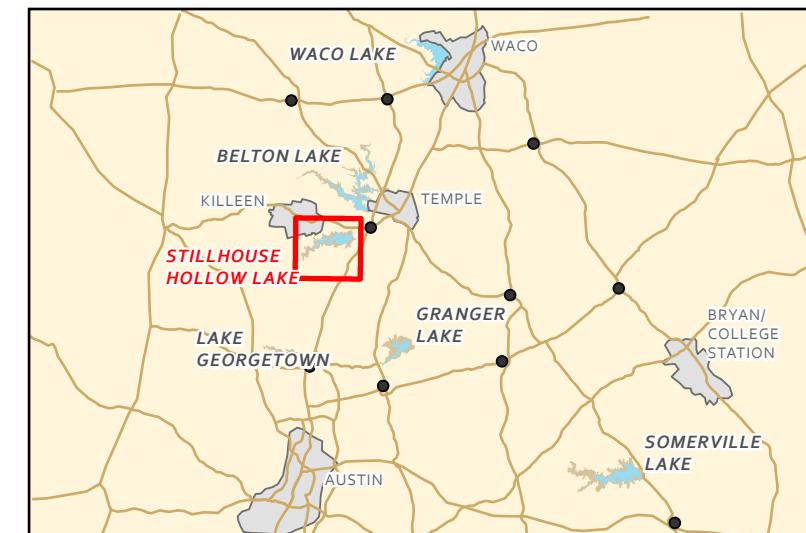 WACO LAKE
WACO
BELTON LAKE
KILLEEN
TEMPLE
STILLHOUSE
HOLLOW LAKE
GRANGER
LAKE
BRYAN/
COLLEGE
STATION
LAKE
GEORGETOWN
SOMERVILLE
LAKE
AUSTIN